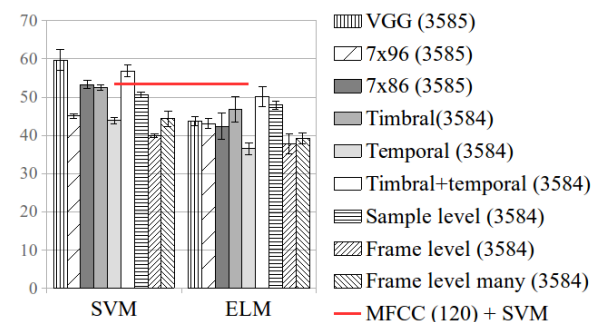 70
60
50
40
30
20
10
0
SVM
ELM
VGG (3585)
7x96 (3585)
7x86 (3585)
Timbral(3584)
Temporal (3584)
Timbral+temporal (3584)
Sample level (3584)
Frame level (3584)
Frame level many (3584)
MFCC (120) + SVM